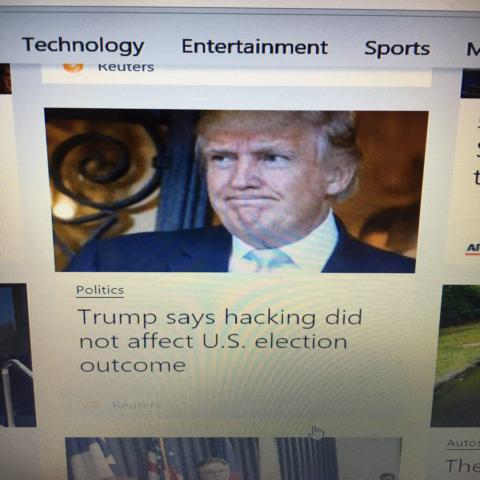 Technology Entertainment Sports
Reuters
Politics
Trump says hacking did
not affect U.S. election
outcome
Reuters
Autos
The